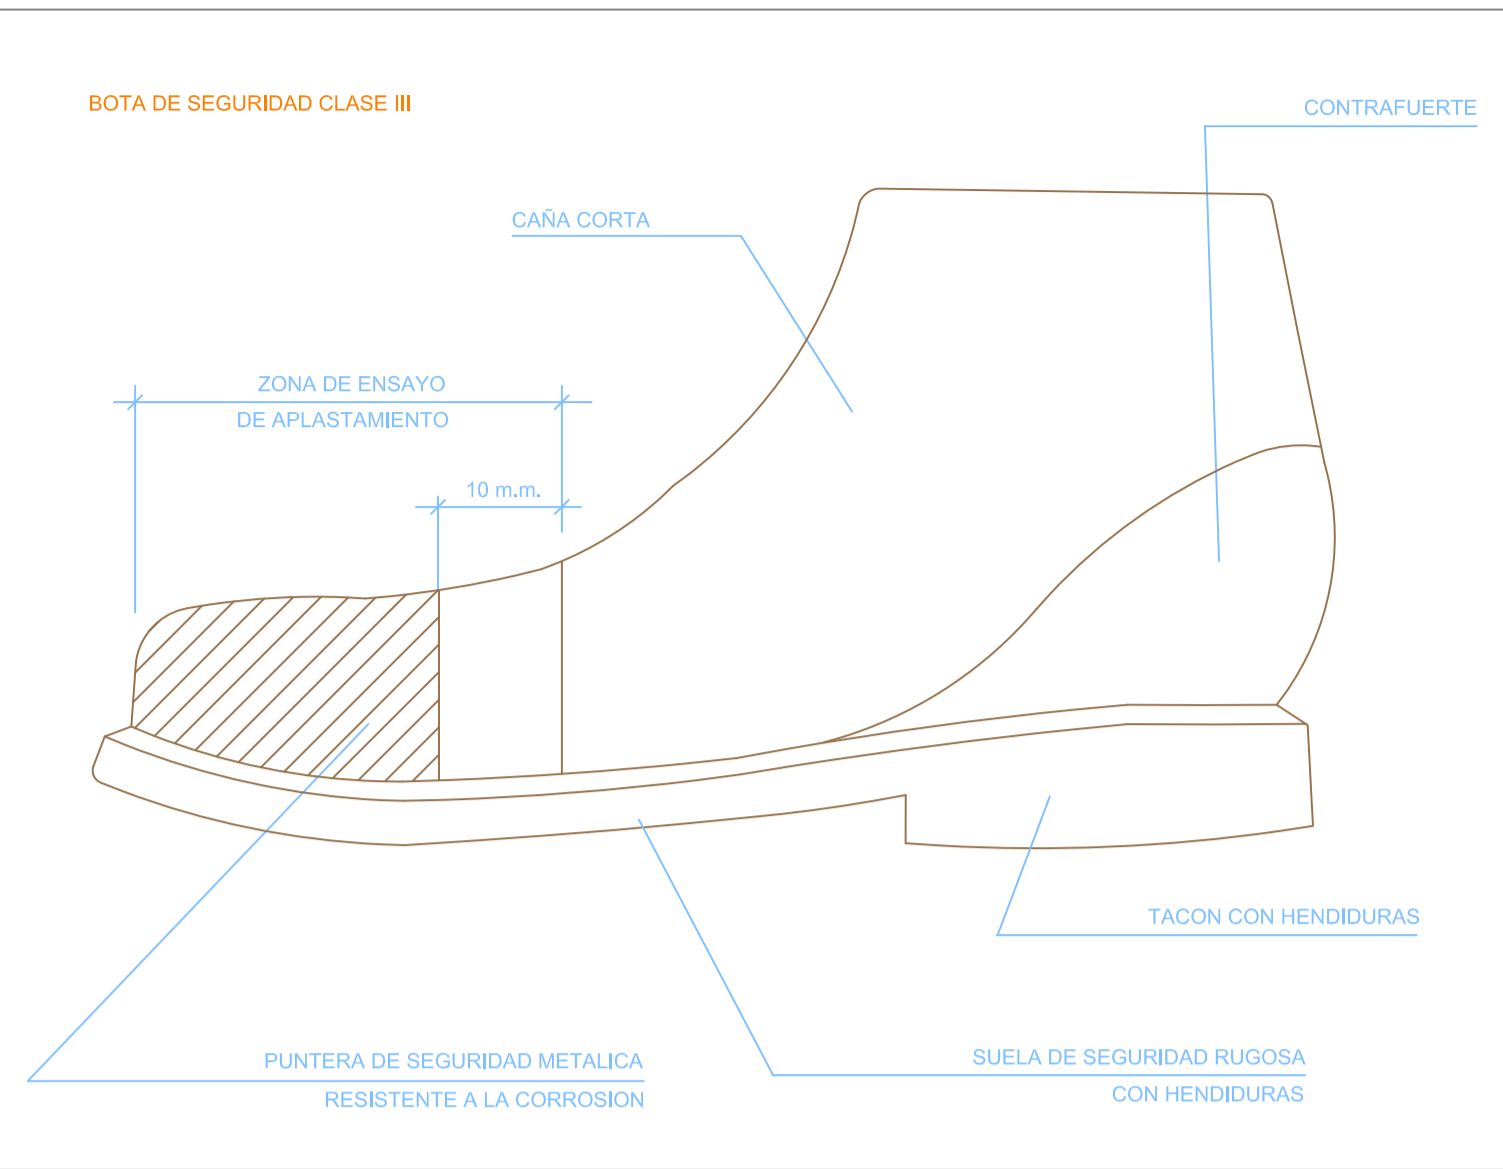 BOTA DE SEGURIDAD CLASE III
CONTRAFUERTE
CAÑA CORTA
ZONA DE ENSAYO
DE APLASTAMIENTO
10 m.m.
TACON CON HENDIDURAS
PUNTERA DE SEGURIDAD METALICA
RESISTENTE A LA CORROSION
SUELA DE SEGURIDAD RUGOSA
CON HENDIDURAS